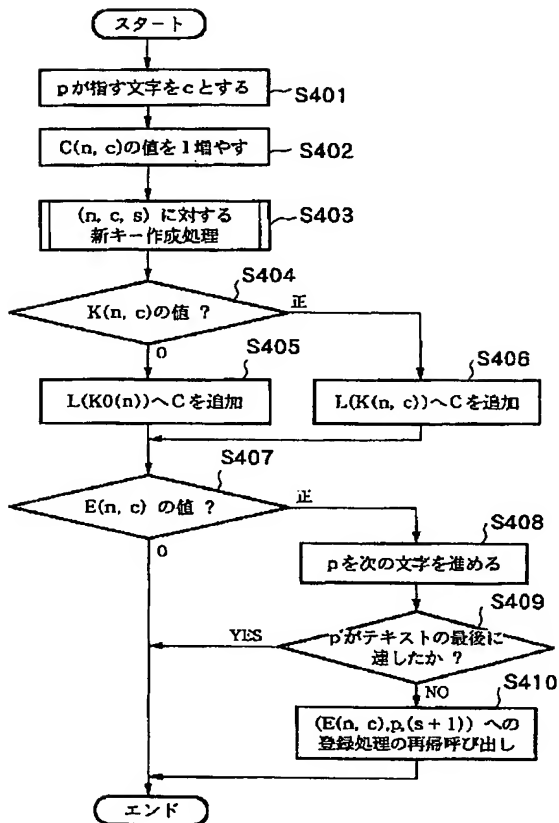 スタート
pが指す文字をcとする
S401
C(n, c)の値を1増やす
S402
(n, c, s) に対する
新キー作成処理
S403
S404
K(n, c)の値 ?
正
0
S405
S406
L(K0(n))へCを追加
L(K(n, c))へCを追加
S407
E(n, c) の値 ?
正
0
S408
pを次の文字を進める
S409
YES
pがテキストの最後に
達したか ?
NO
S410
(E(n, c),p,(s+1)) への
登録処理の再帰呼び出し
エンド